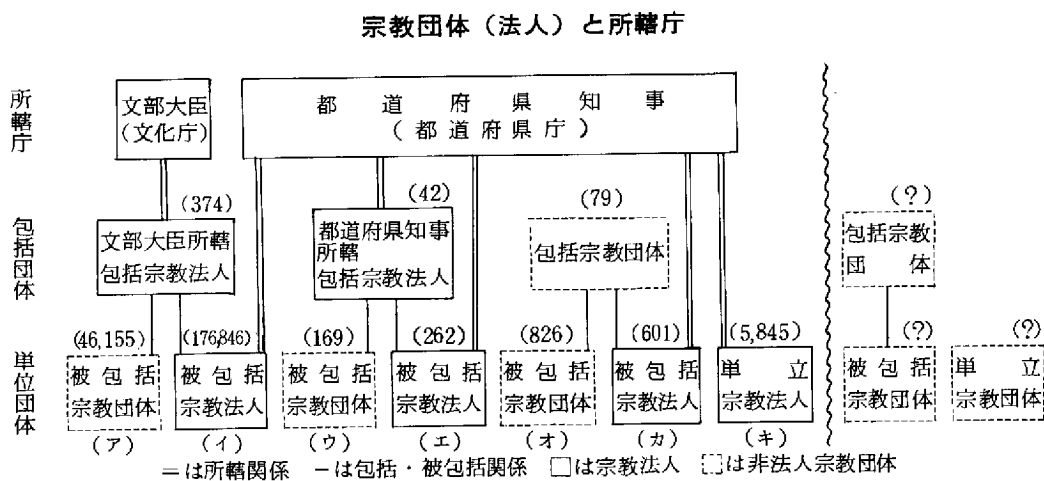 宗教団体（法人）と所轄庁
所轄庁
文部大臣
（文化庁）
都道府県知事
（都道府県庁）
包括団体
(374)
文部大臣所轄
包括宗教法人
(42)
都道府県知事
所轄
包括宗教法人
(79)
包括宗教団体
(?)
包括宗教
団体
単位団体
(46,155)
被包括
宗教団体
(ア)
(176,846)
被包括
宗教法人
(イ)
(169)
被包括
宗教団体
(ウ)
(262)
被包括
宗教法人
(エ)
(826)
被包括
宗教団体
(オ)
(601)
被包括
宗教法人
(カ)
(5,845)
単立
宗教法人
(キ)
(?)
被包括
宗教団体
(?)
単立
宗教団体
＝は所轄関係 －は包括・被包括関係 □は宗教法人 は非法人宗教団体